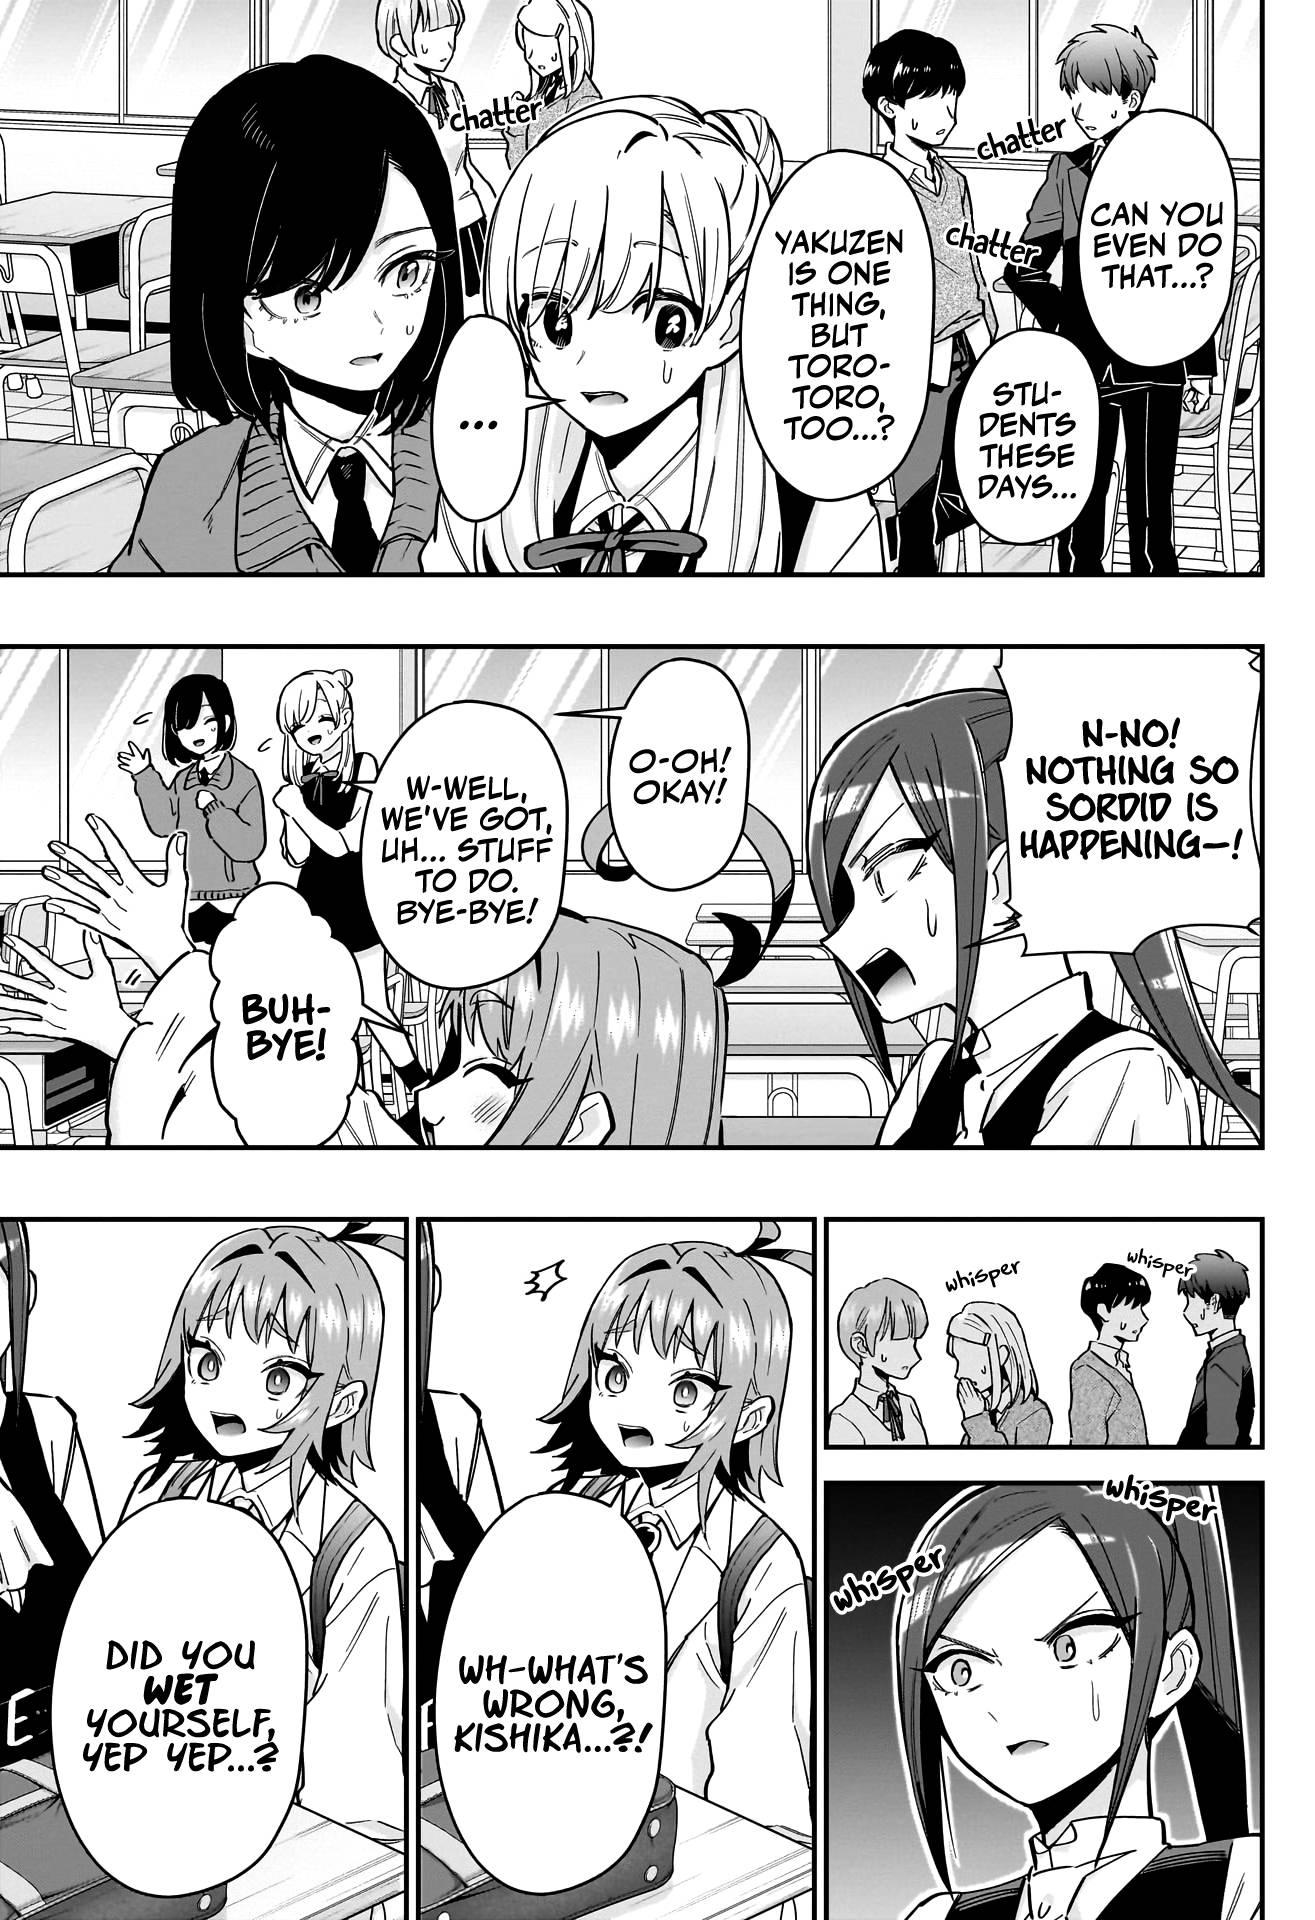 CAN YOU
EVEN DO
THAT...?
chatter
chatter
chatter
STU-
DENTS
THESE
DAYS...
YAKUZEN
IS ONE
THING,
BUT
TORO-
TORO,
TOO...?
...
N-NO!
NOTHING SO
SORDID IS
HAPPENING—!
O-OH!
OKAY!
W-WELL,
WE'VE GOT,
UH... STUFF
TO DO.
BYE-BYE!
BUH-
BYE!
whisper
whisper
whisper
whisper
WH-WHAT'S
WRONG,
KISHIKA...?!
DID YOU
WET
YOURSELF,
YEP YEP...?